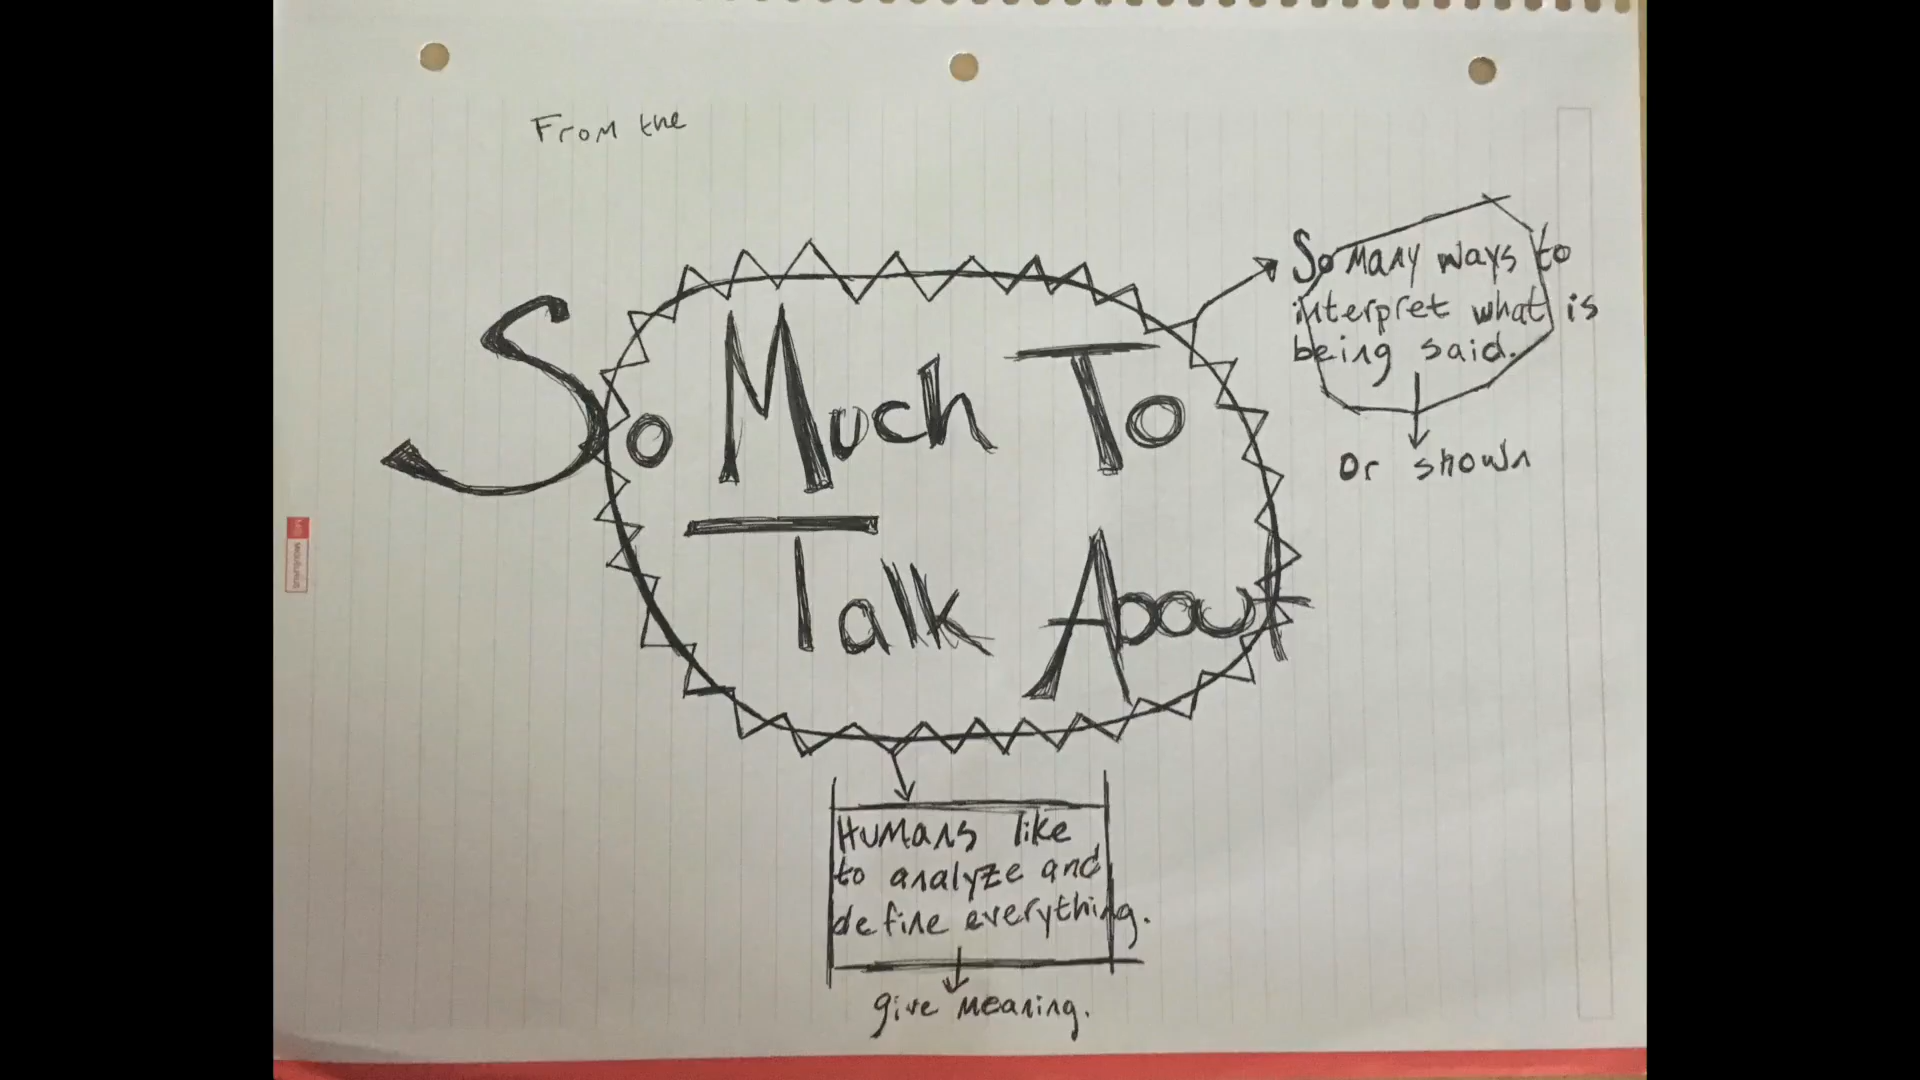 From the
So Much To
Talk About
So many ways to
interpret what is
being said.
Or shown
Humans like
to analyze and
define everything.
give meaning.